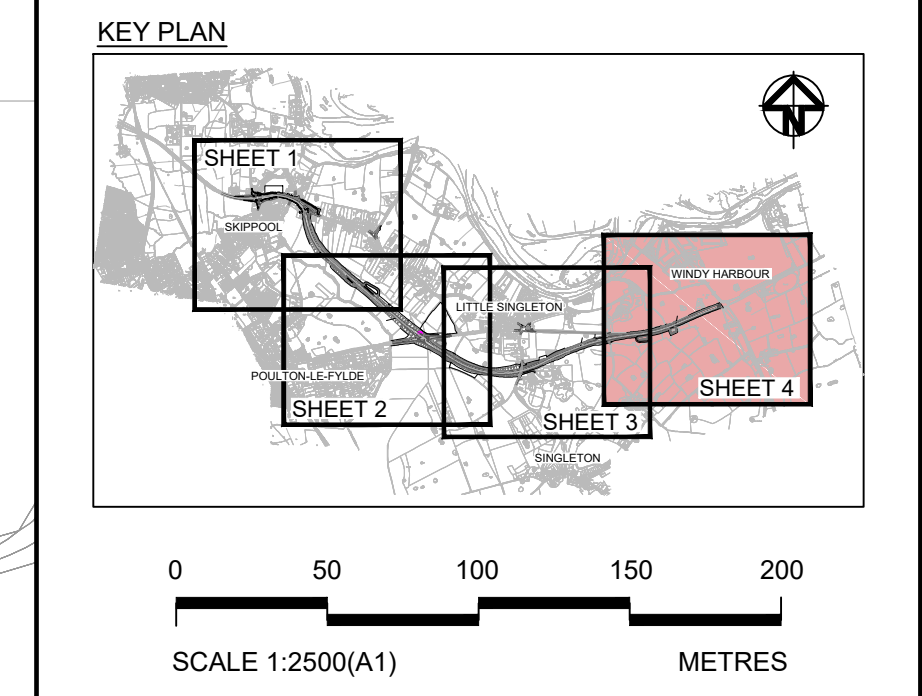 KEY PLAN
N
SHEET 1
SKIPPOOL
WINDY HARBOUR
LITTLE SINGLETON
POULTON-LE-FYLDE
SHEET 4
SHEET 2
SHEET 3
SINGLETON
0 50 100 150 200
SCALE 1:2500(A1) METRES